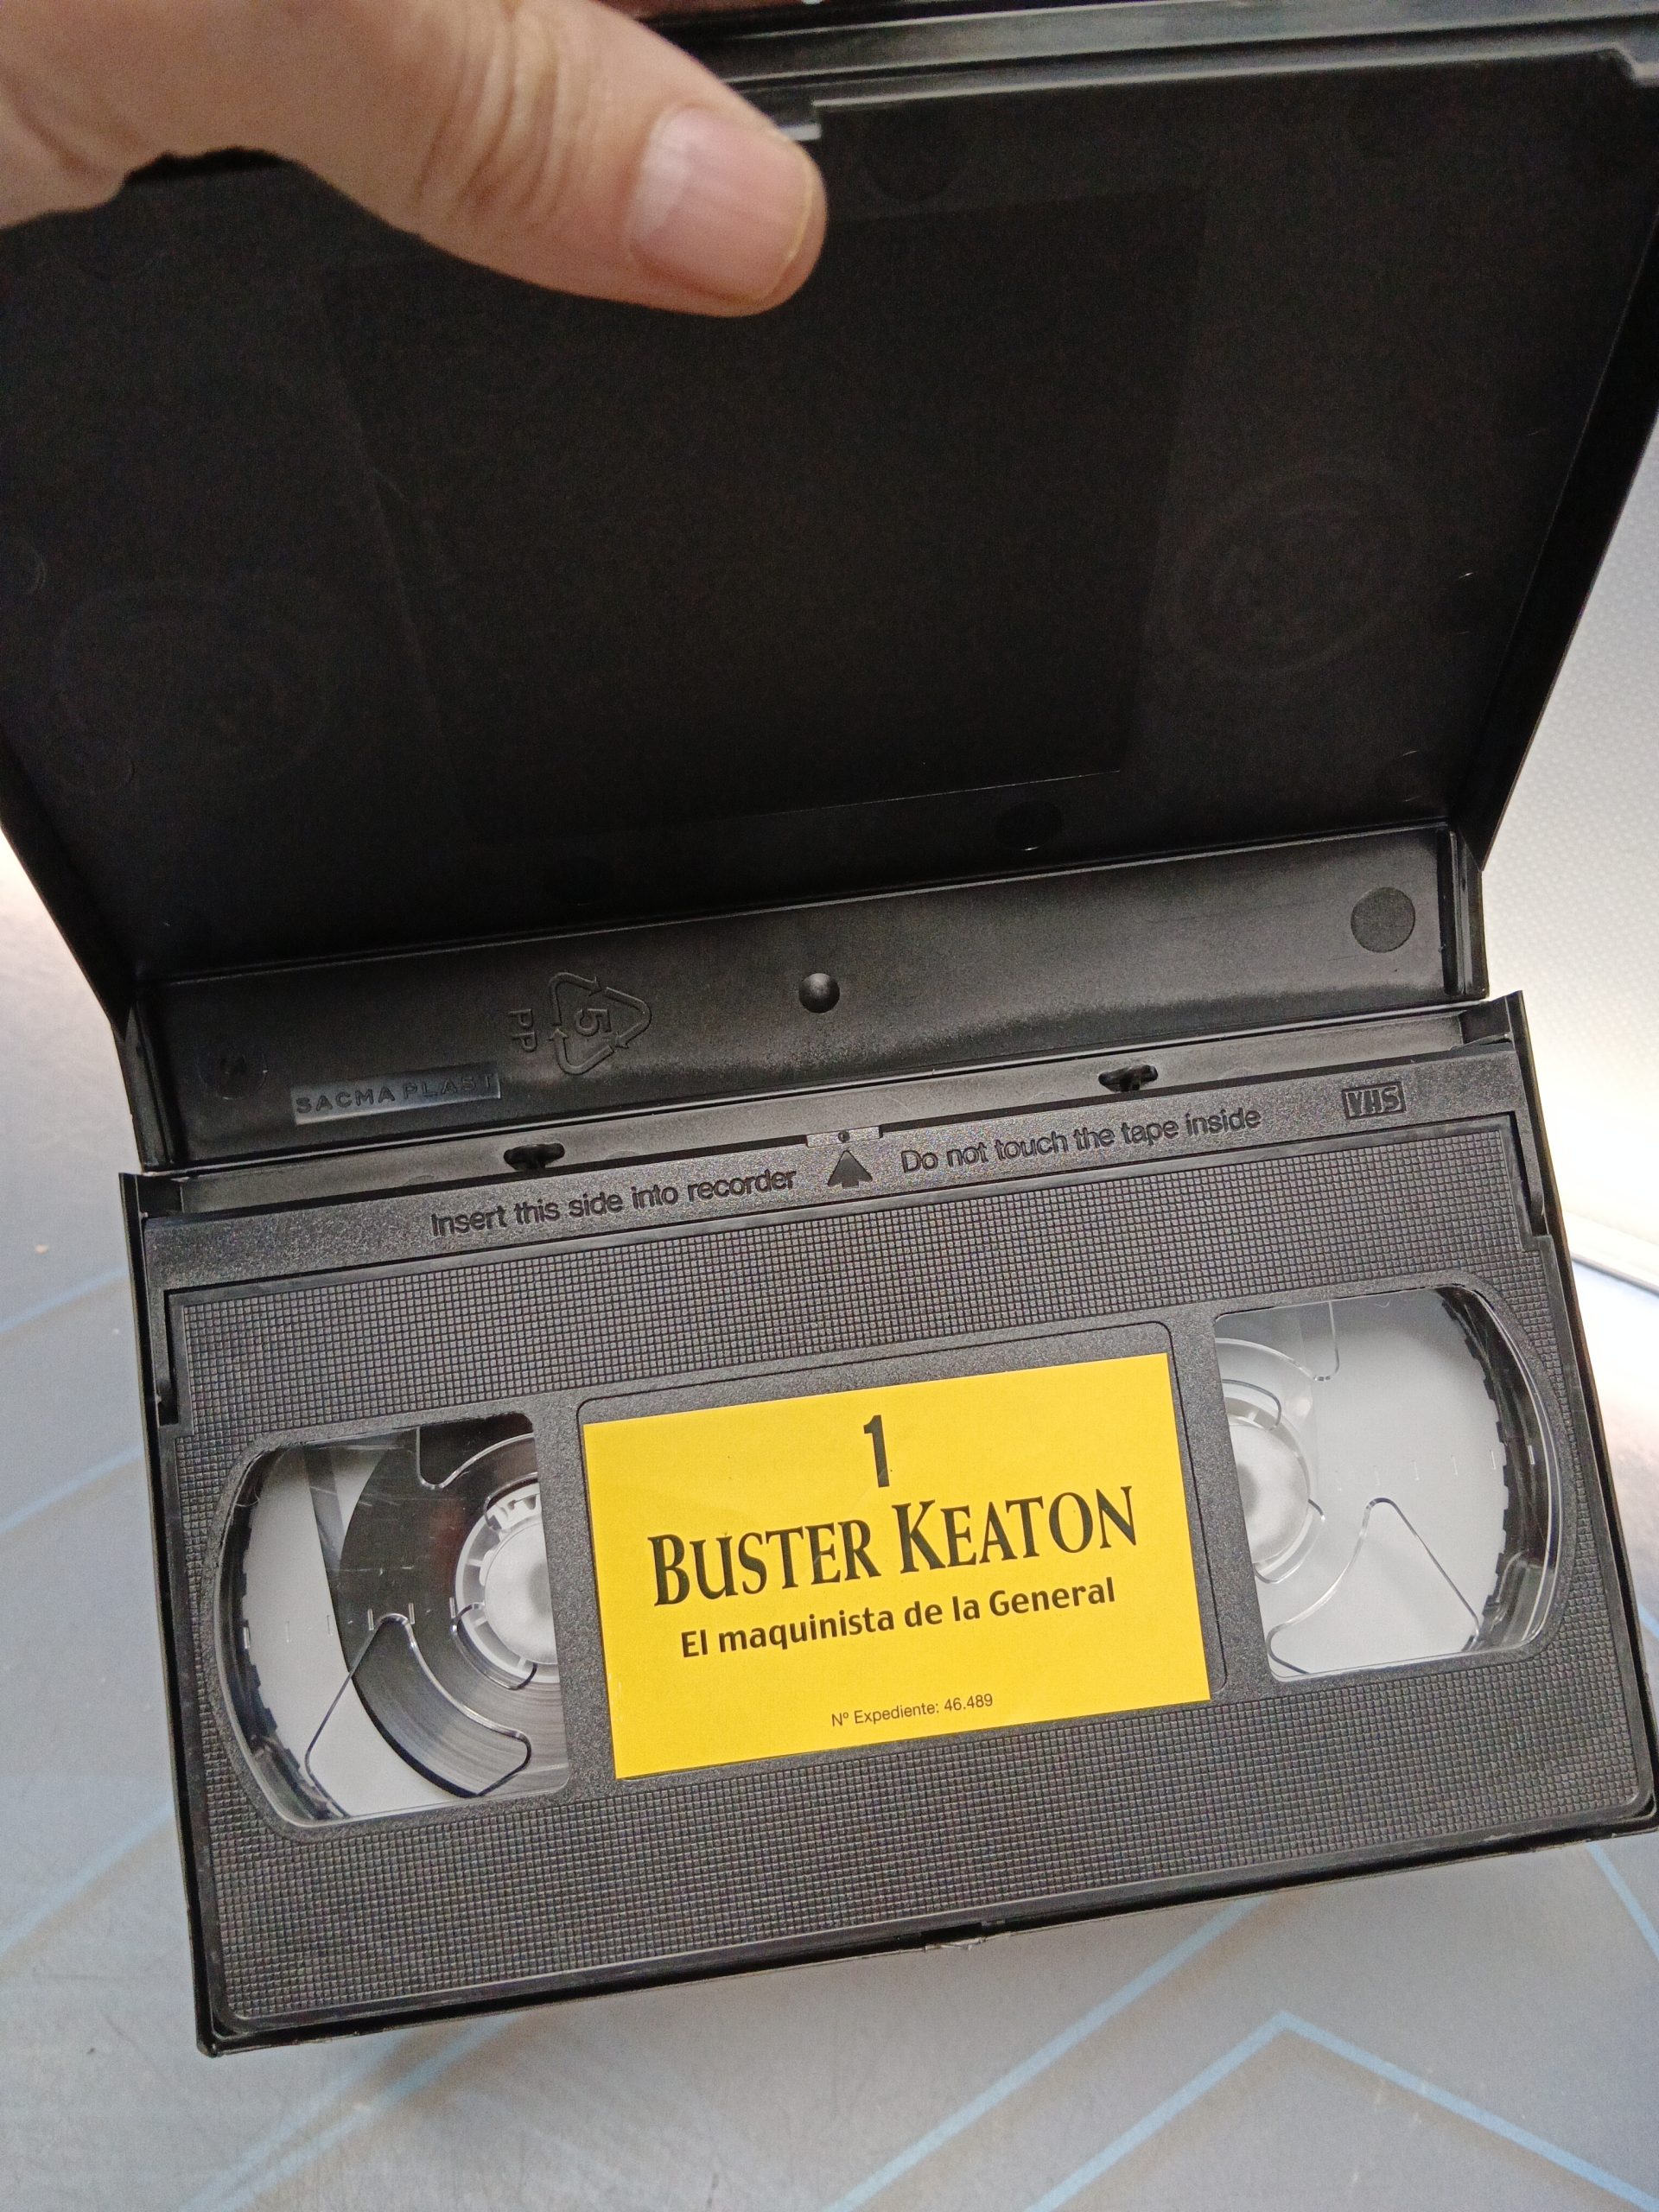 5
PP
SACMA PLAST
Insert this side into recorder
Do not touch the tape inside
VHS
1
BUSTER KEATON
El maquinista de la General
Nº Expediente: 46.489